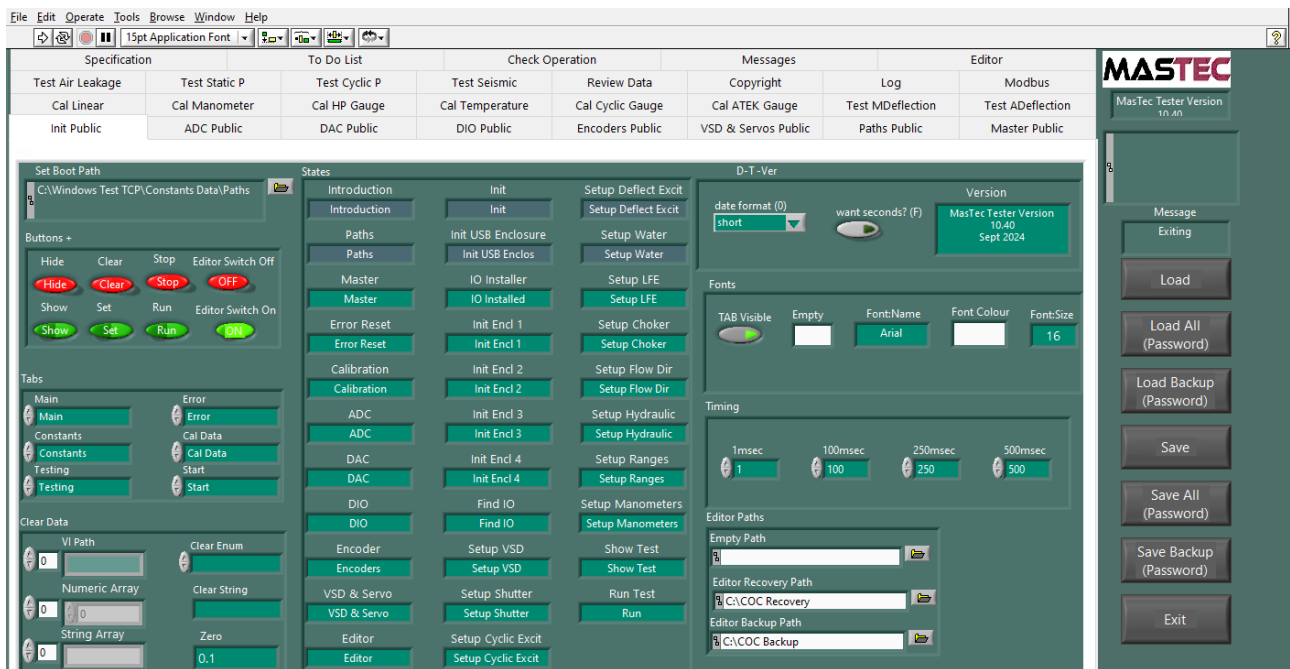 File Edit Operate Tools Browse Window Help
15pt Application Font
Specification To Do List Check Operation Messages Editor
Test Air Leakage Test Static P Test Cyclic P Test Seismic Review Data Copyright Log Modbus
Cal Linear Cal Manometer Cal HP Gauge Cal Temperature Cal Cyclic Gauge Cal ATEK Gauge Test MDeflection Test ADeflection
Init Public ADC Public DAC Public DIO Public Encoders Public VSD & Servos Public Paths Public Master Public
Set Boot Path
C:\Windows Test TCP\Constants Data\Paths
Buttons +
Hide Clear Stop Editor Switch Off
Hide Clear Stop OFF
Show Set Run Editor Switch On
Show Set Run ON
Tabs
Main Error
Main Error
Constants Cal Data
Constants Cal Data
Testing Start
Testing Start
Clear Data
VI Path Clear Enum
0
Numeric Array Clear String
0 0
String Array Zero
0 0.1
States
Introduction Init Setup Deflect Excit
Introduction Init Setup Deflect Excit
Paths Init USB Enclosure Setup Water
Paths Init USB Enclos Setup Water
Master IO Installer Setup LFE
Master IO Installed Setup LFE
Error Reset Init Encl 1 Setup Choker
Error Reset Init Encl 1 Setup Choker
Calibration Init Encl 2 Setup Flow Dir
Calibration Init Encl 2 Setup Flow Dir
ADC Init Encl 3 Setup Hydraulic
ADC Init Encl 3 Setup Hydraulic
DAC Init Encl 4 Setup Ranges
DAC Init Encl 4 Setup Ranges
DIO Find IO Setup Manometers
DIO Find IO Setup Manometers
Encoder Setup VSD Show Test
Encoders Setup VSD Show Test
VSD & Servo Setup Shutter Run Test
VSD & Servo Setup Shutter Run
Editor Setup Cyclic Excit
Editor Setup Cyclic Excit
D-T -Ver
date format (0) want seconds? (F) Version
short
MasTec Tester Version
10.40
Sept 2024
Fonts
TAB Visible Empty Font:Name Font Colour Font:Size
Arial 16
Timing
1msec 100msec 250msec 500msec
1 100 250 500
Editor Paths
Empty Path
Editor Recovery Path
C:\COC Recovery
Editor Backup Path
C:\COC Backup
MASTEC
MasTec Tester Version
10.40
Message
Exiting
Load
Load All
(Password)
Load Backup
(Password)
Save
Save All
(Password)
Save Backup
(Password)
Exit